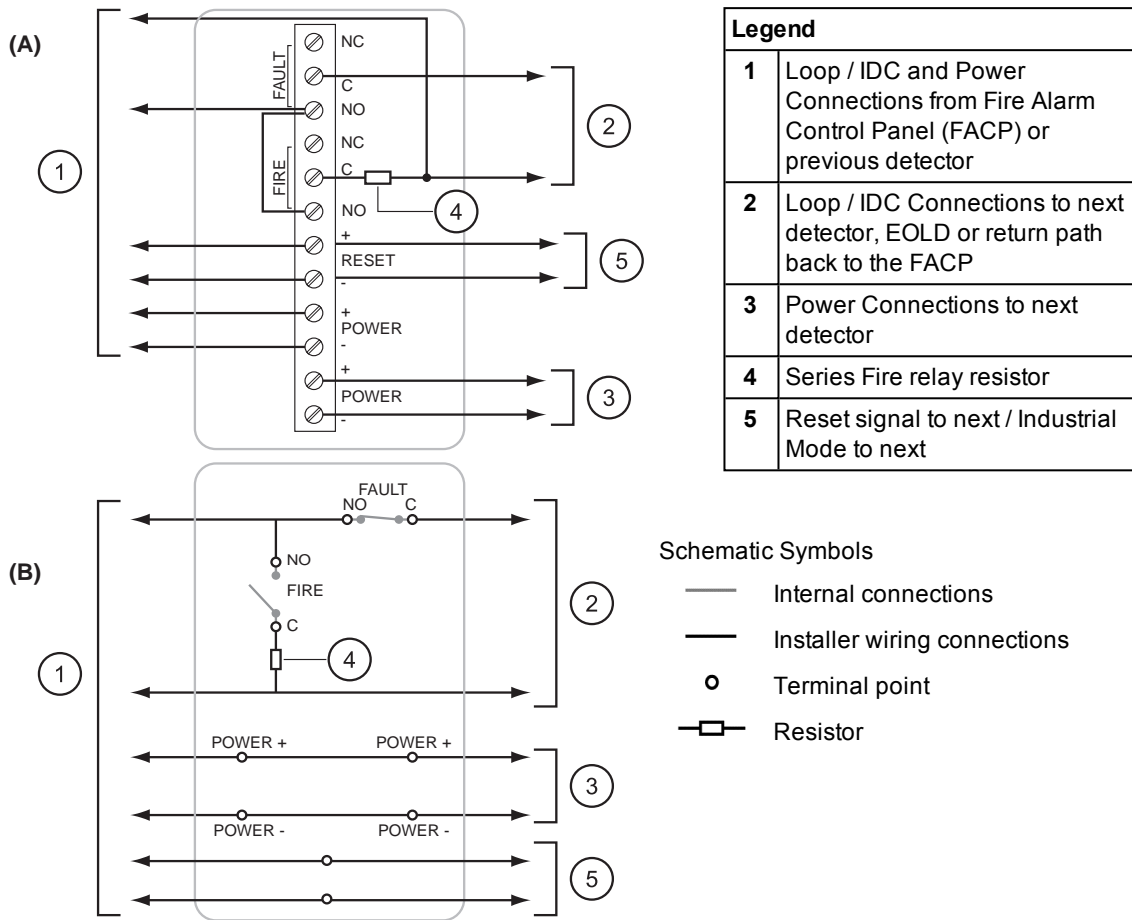 (A)
1
FAULT
NC
C
NO
FIRE
NC
C
NO
+
RESET
-
+
POWER
-
+
POWER
-
2
4
5
3
Legend
1 Loop / IDC and Power
Connections from Fire Alarm
Control Panel (FACP) or
previous detector
2 Loop / IDC Connections to next
detector, EOLD or return path
back to the FACP
3 Power Connections to next
detector
4 Series Fire relay resistor
5 Reset signal to next / Industrial
Mode to next
(B)
1
FAULT
NO C
NO
FIRE
C
4
2
POWER + POWER +
3
POWER - POWER -
5
Schematic Symbols
Internal connections
Installer wiring connections
Terminal point
Resistor